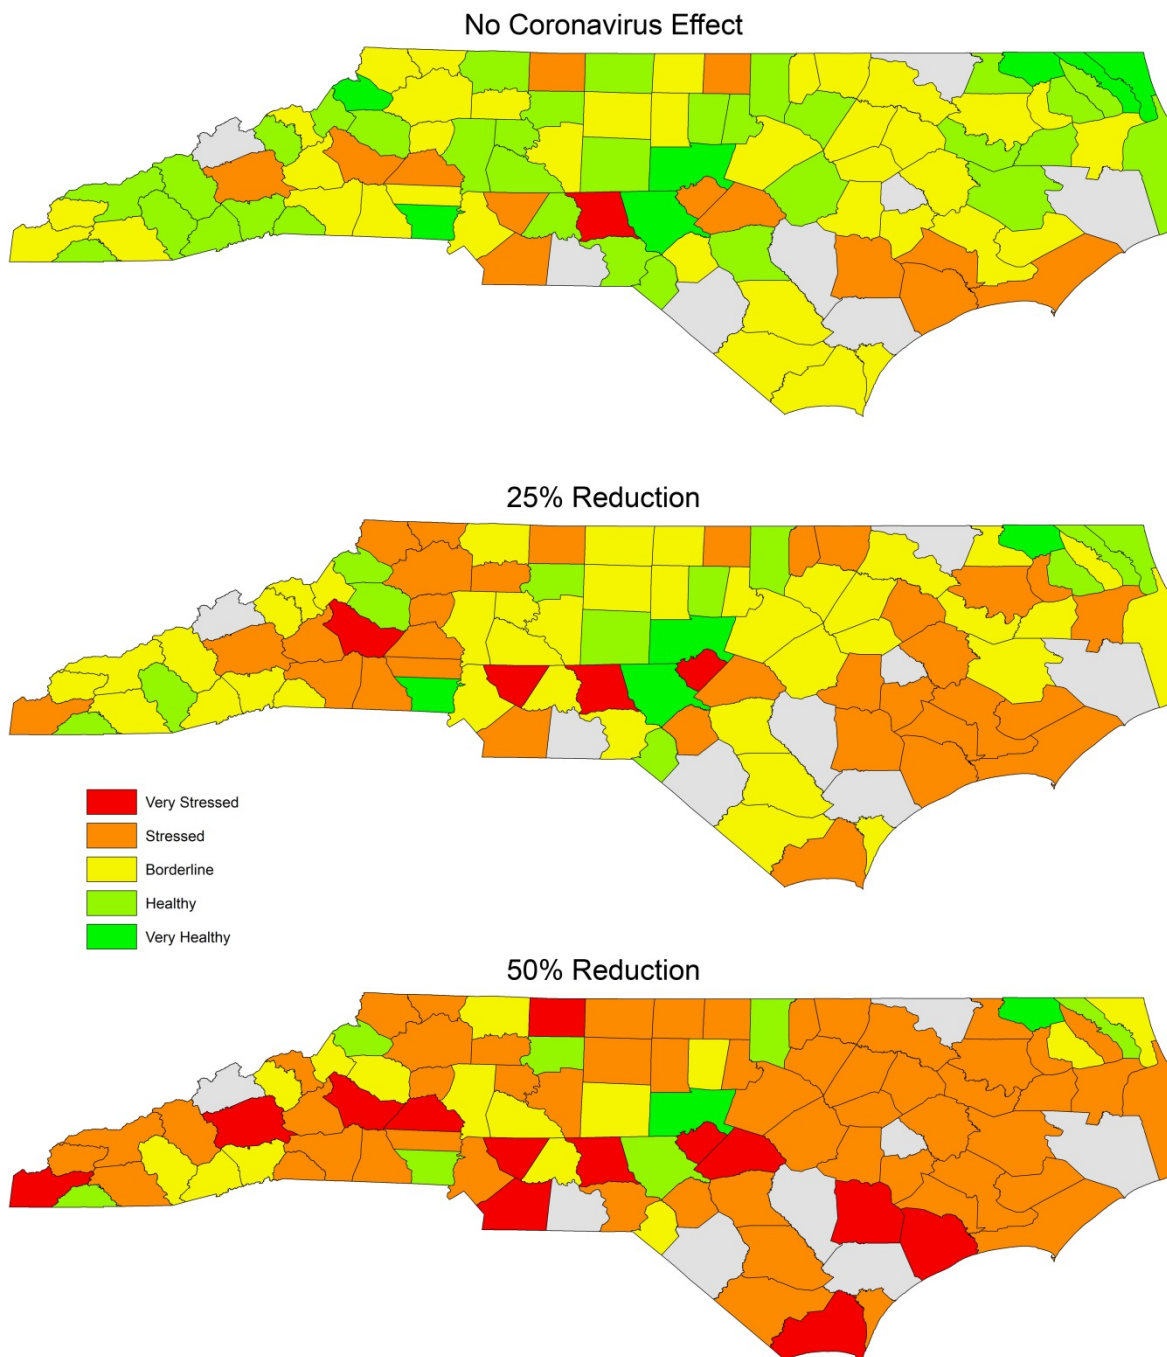 No Coronavirus Effect
25% Reduction
Very Stressed
Stressed
Borderline
Healthy
Very Healthy
50% Reduction